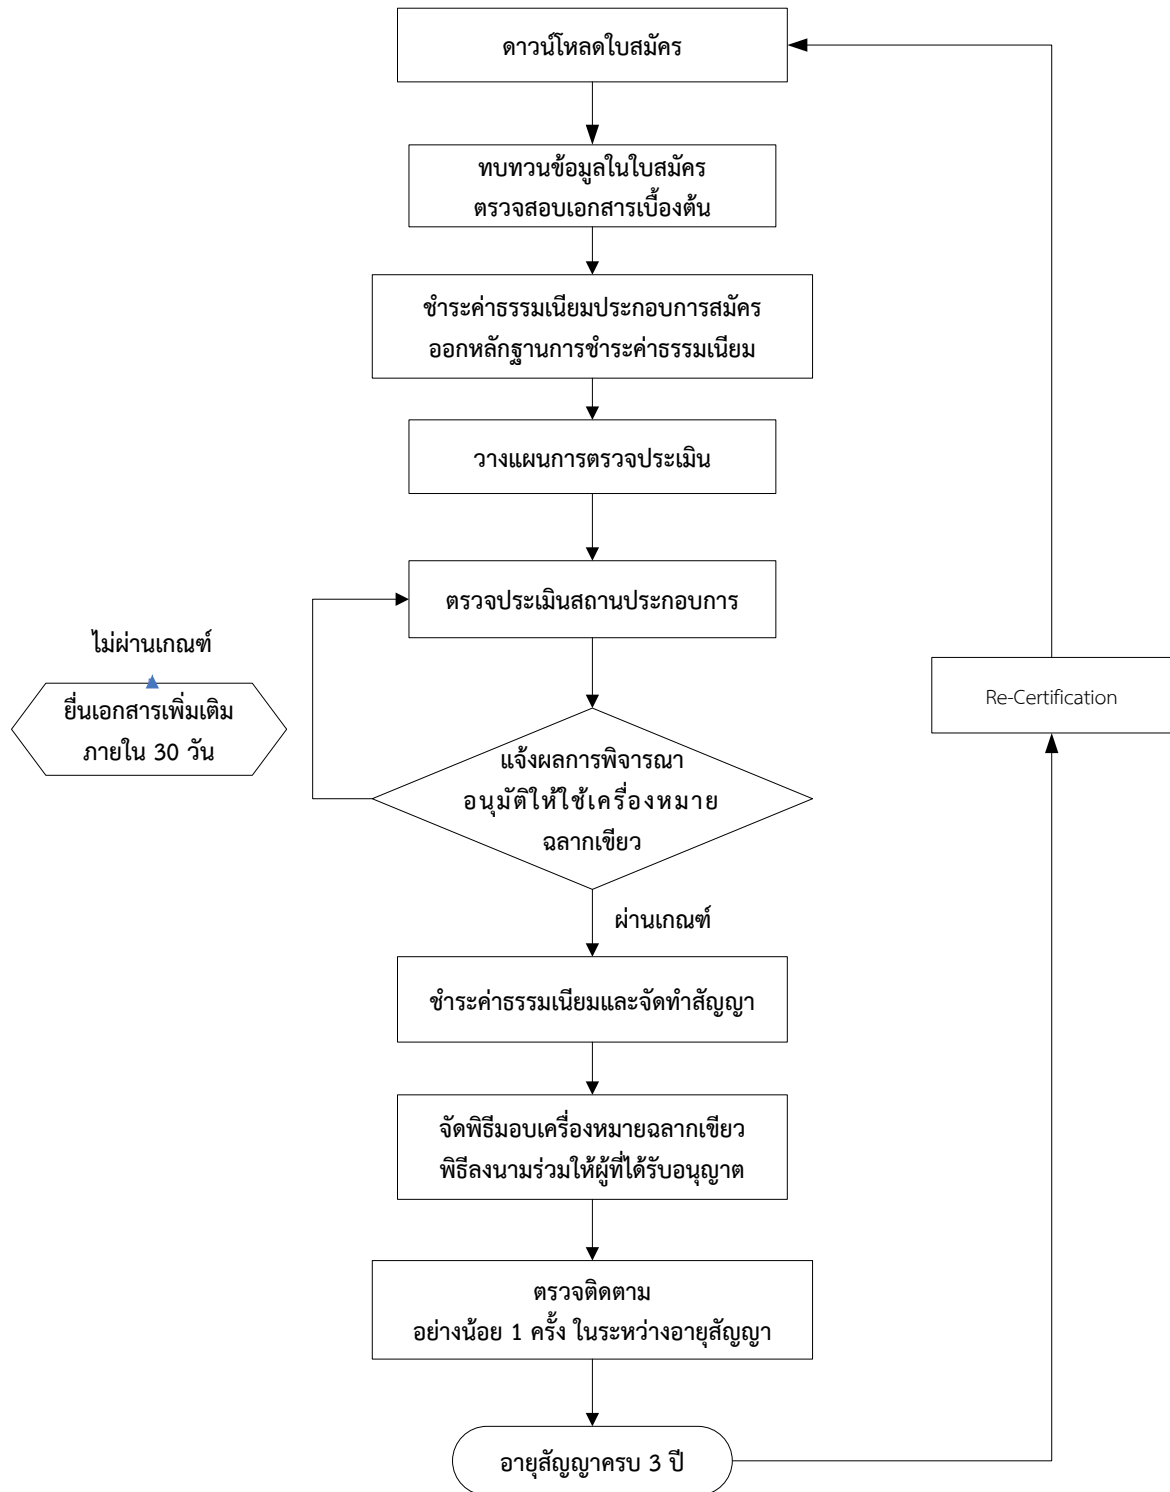 ดาวน์โหลดใบสมัคร
ทบทวนข้อมูลในใบสมัคร
ตรวจสอบเอกสารเบื้องต้น
ชำระค่าธรรมเนียมประกอบการสมัคร
ออกหลักฐานการชำระค่าธรรมเนียม
วางแผนการตรวจประเมิน
ตรวจประเมินสถานประกอบการ
ไม่ผ่านเกณฑ์
ยื่นเอกสารเพิ่มเติม
ภายใน 30 วัน
Re-Certification
แจ้งผลการพิจารณา
อนุมัติให้ใช้เครื่องหมาย
ฉลากเขียว
ผ่านเกณฑ์
ชำระค่าธรรมเนียมและจัดทำสัญญา
จัดพิธีมอบเครื่องหมายฉลากเขียว
พิธีลงนามร่วมให้ผู้ที่ได้รับอนุญาต
ตรวจติดตาม
อย่างน้อย 1 ครั้ง ในระหว่างอายุสัญญา
อายุสัญญาครบ 3 ปี